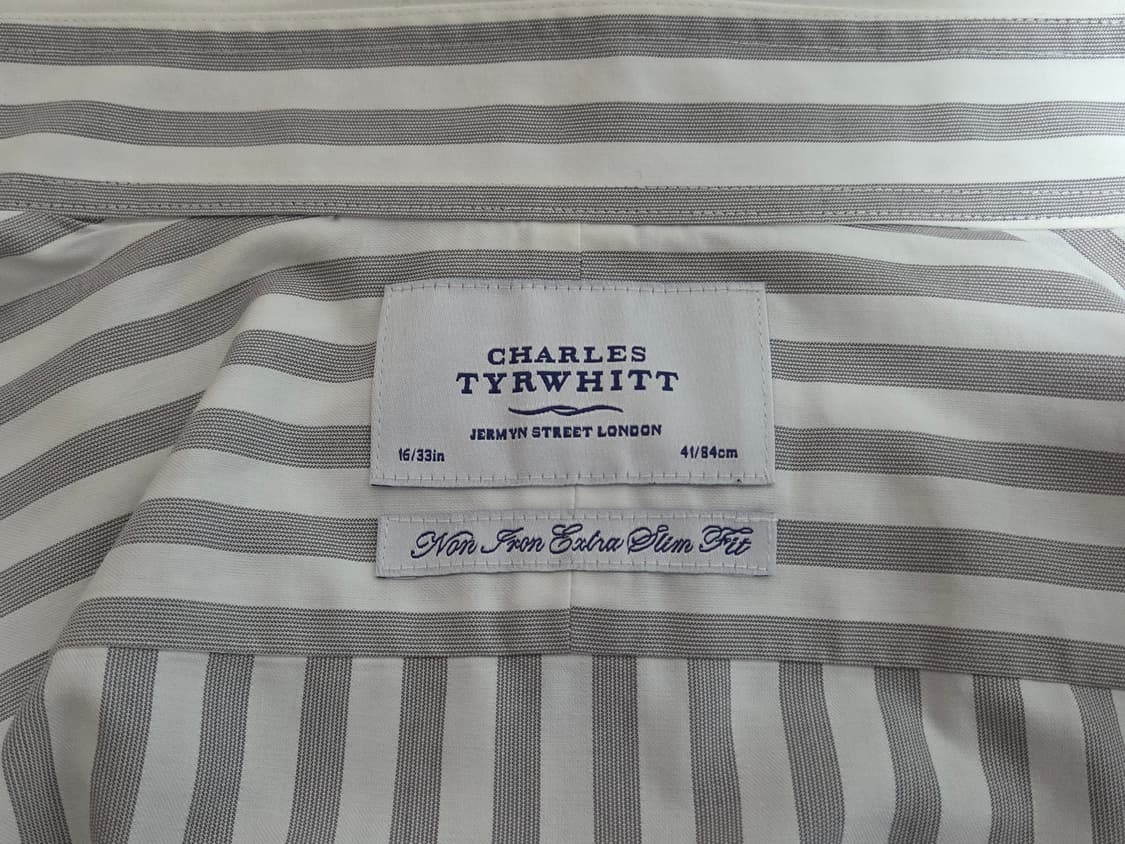 CHARLES
TYRWHITT
JERMYN STREET LONDON
16/33in 41/84cm
Non Iron Extra Slim Fit